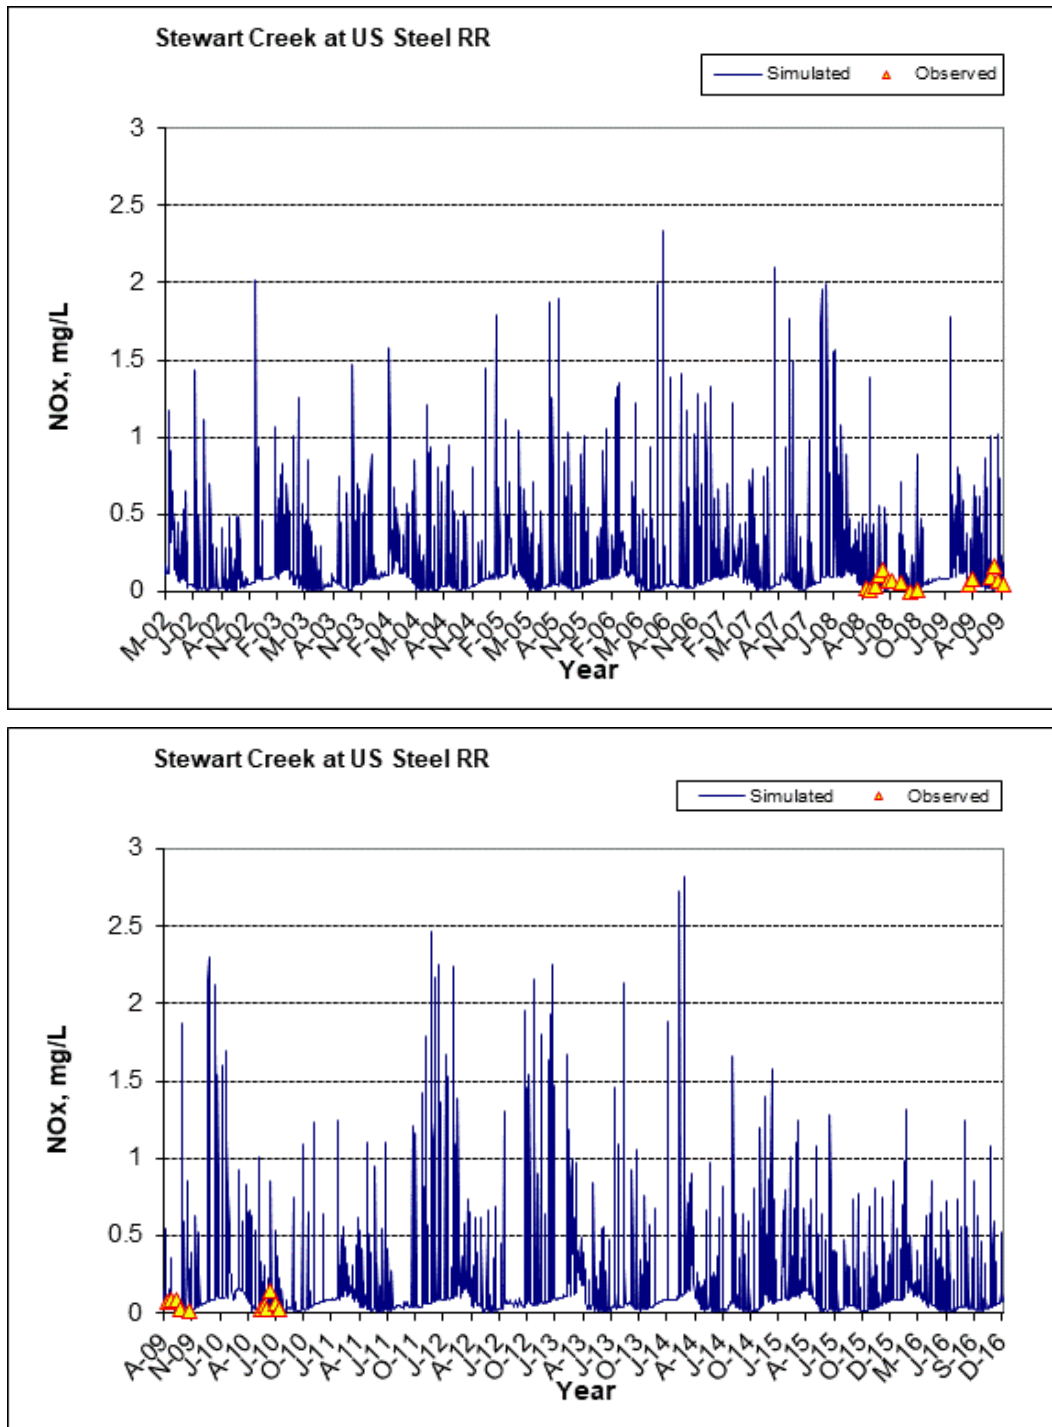 Stewart Creek at US Steel RR
Simulated Observed
3
2.5
2
1.5
1
0.5
0
NOx, mg/L
M-02 J-02 A-02 N-02 F-03 M-03 A-03 N-03 F-04 M-04 A-04 N-04 F-05 M-05 A-05 N-05 F-06 M-06 A-06 N-06 F-07 M-07 A-07 N-07 J-08 A-08 J-08 O-08 J-09 A-09 J-09
Year
Stewart Creek at US Steel RR
Simulated Observed
3
2.5
2
1.5
1
0.5
0
NOx, mg/L
A-09 N-09 J-10 A-10 J-10 O-10 J-11 A-11 J-11 O-11 J-12 A-12 J-12 O-12 J-13 A-13 J-13 O-13 J-14 A-14 J-14 O-14 J-15 A-15 J-15 O-15 D-15 M-16 J-16 S-16 D-16
Year